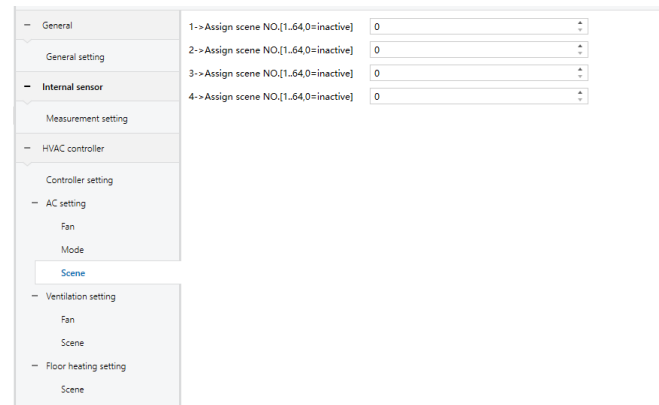 General
General setting
Internal sensor
Measurement setting
HVAC controller
Controller setting
AC setting
Fan
Mode
Scene
Ventilation setting
Fan
Scene
Floor heating setting
Scene
1->Assign scene NO.[1..64,0=inactive] 0
2->Assign scene NO.[1..64,0=inactive] 0
3->Assign scene NO.[1..64,0=inactive] 0
4->Assign scene NO.[1..64,0=inactive] 0